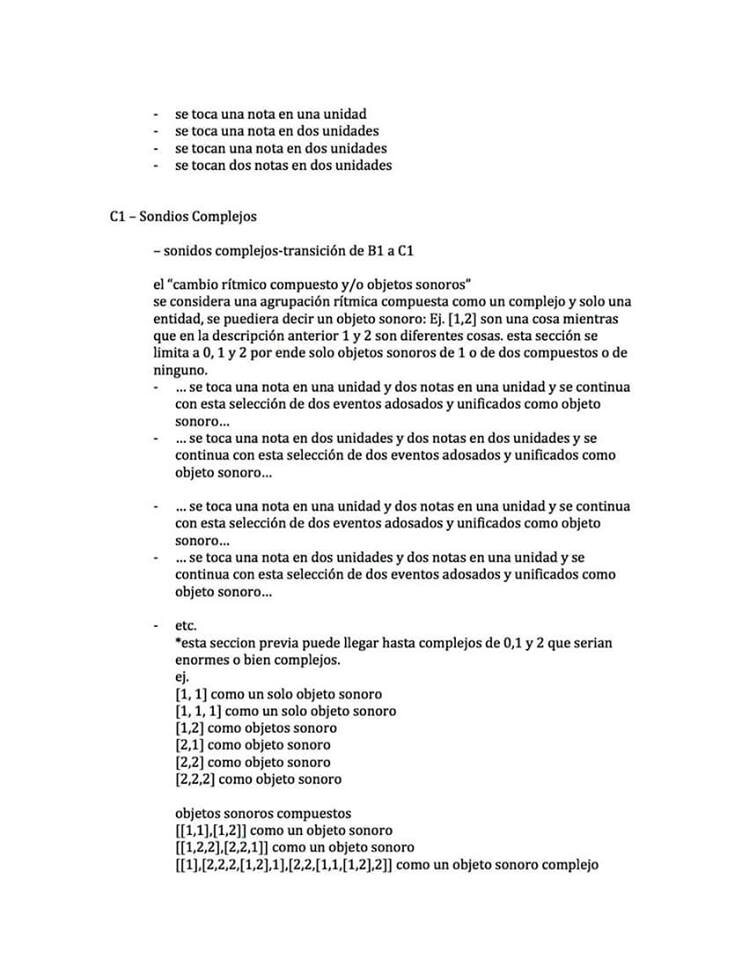 - se toca una nota en una unidad
- se toca una nota en dos unidades
- se tocan una nota en dos unidades
- se tocan dos notas en dos unidades
C1 – Sondios Complejos
– sonidos complejos-transición de B1 a C1
el “cambio rítmico compuesto y/o objetos sonoros”
se considera una agrupación rítmica compuesta como un complejo y solo una
entidad, se puediera decir un objeto sonoro: Ej. [1,2] son una cosa mientras
que en la descripción anterior 1 y 2 son diferentes cosas. esta sección se
limita a 0, 1 y 2 por ende solo objetos sonoros de 1 o de dos compuestos o de
ninguno.
- ... se toca una nota en una unidad y dos notas en una unidad y se continua
con esta selección de dos eventos adosados y unificados como objeto
sonoro...
- ... se toca una nota en dos unidades y dos notas en dos unidades y se
continua con esta selección de dos eventos adosados y unificados como
objeto sonoro...
- ... se toca una nota en una unidad y dos notas en una unidad y se continua
con esta selección de dos eventos adosados y unificados como objeto
sonoro...
- ... se toca una nota en dos unidades y dos notas en una unidad y se
continua con esta selección de dos eventos adosados y unificados como
objeto sonoro...
- etc.
*esta seccion previa puede llegar hasta complejos de 0,1 y 2 que serian
enormes o bien complejos.
ej.
[1, 1] como un solo objeto sonoro
[1, 1, 1] como un solo objeto sonoro
[1,2] como objetos sonoro
[2,1] como objeto sonoro
[2,2] como objeto sonoro
[2,2,2] como objeto sonoro
objetos sonoros compuestos
[[1,1],[1,2]] como un objeto sonoro
[[1,2,2],[2,2,1]] como un objeto sonoro
[[1],[2,2,2,[1,2],1],[2,2,[1,1,[1,2],2]] como un objeto sonoro complejo